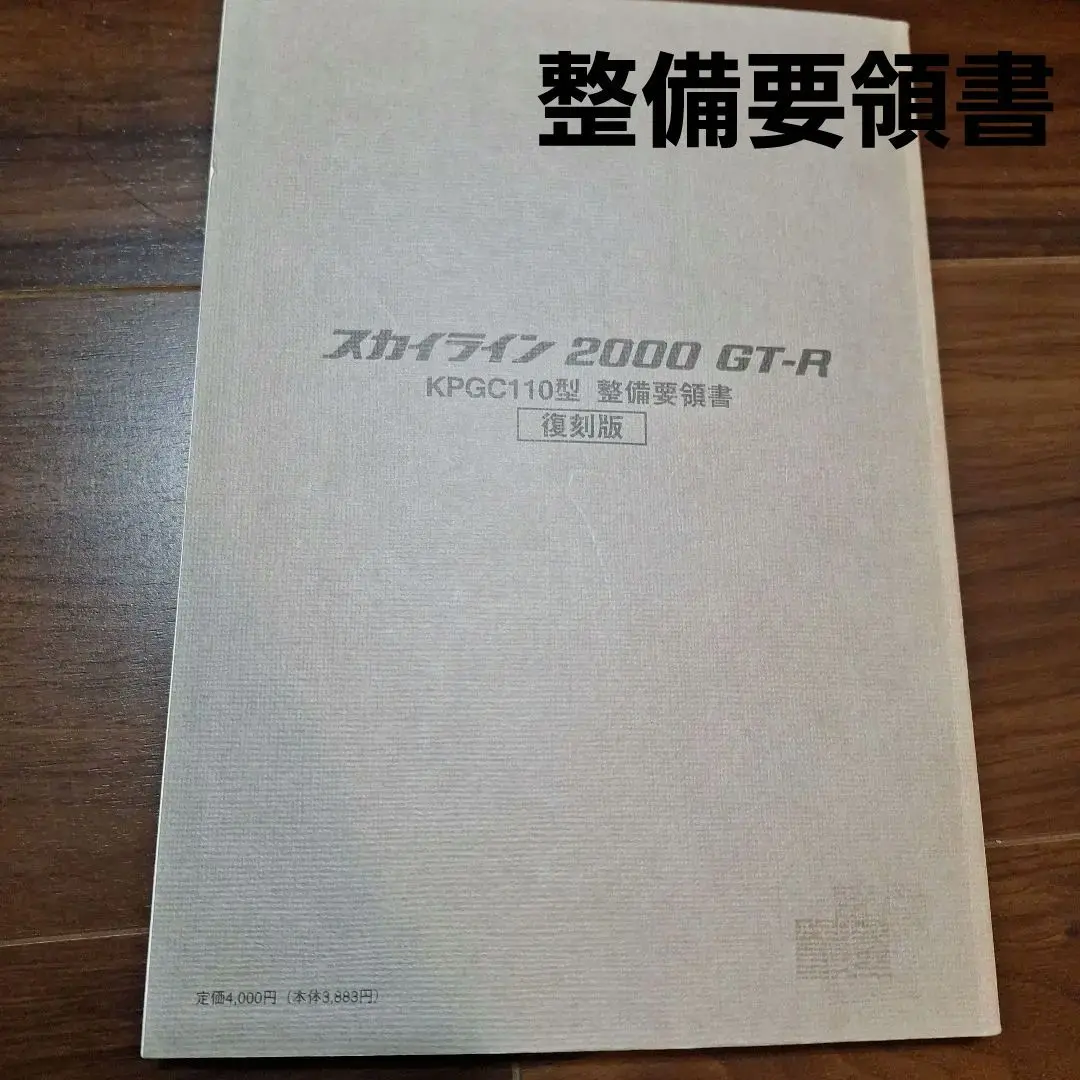 整備要領書
スカイライン 2000 GT-R
KPGC110型 整備要領書
復刻版
定価4,000円（本体3,883円）